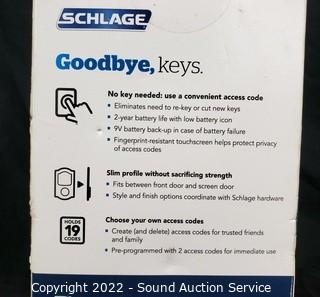 SCHLAGE
Goodbye, keys.
No key needed: use a convenient access code
• Eliminates need to re-key or cut new keys
• 2-year battery life with low battery icon
• 9V battery back-up in case of battery failure
• Fingerprint-resistant touchscreen helps protect privacy
of access codes
Slim profile without sacrificing strength
• Fits between front door and screen door
• Style and finish options coordinate with Schlage hardware
HOLDS
19
CODES
Choose your own access codes
• Create (and delete) access codes for trusted friends
and family
• Pre-programmed with 2 access codes for immediate use
Copyright 2022 - Sound Auction Service